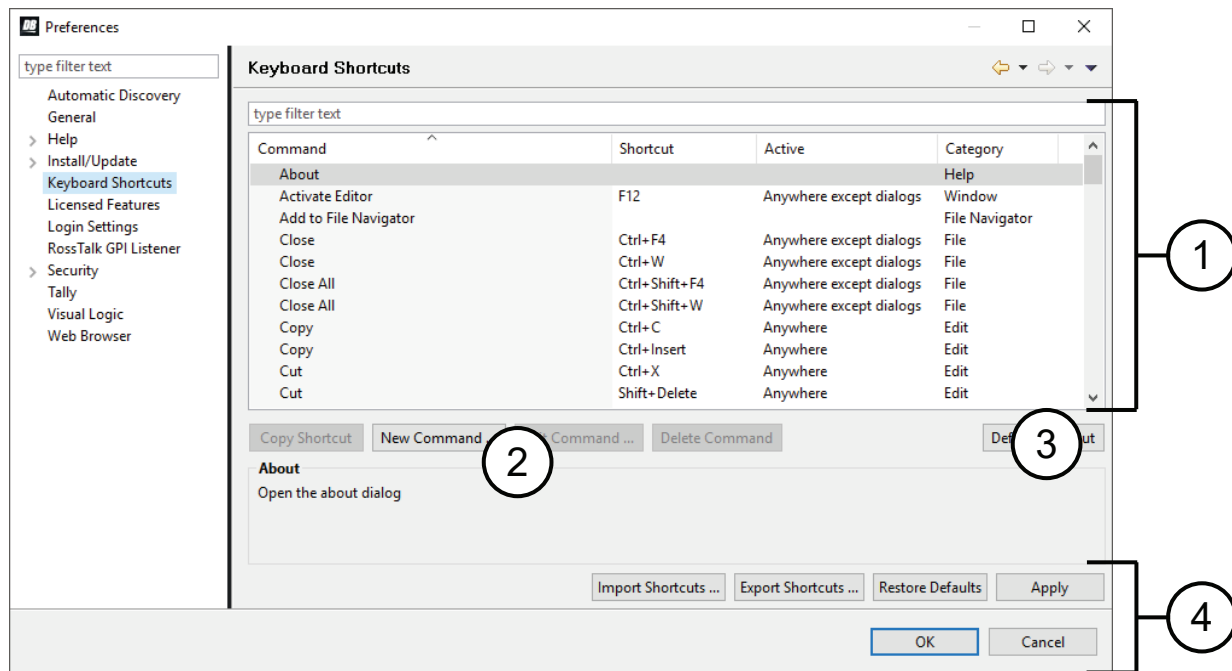 DB Preferences
type filter text
Automatic Discovery
General
Help
Install/Update
Keyboard Shortcuts
Licensed Features
Login Settings
RossTalk GPI Listener
Security
Tally
Visual Logic
Web Browser
Keyboard Shortcuts
type filter text
Command Shortcut Active Category
About Help
Activate Editor F12 Anywhere except dialogs Window
Add to File Navigator File Navigator
Close Ctrl+F4 Anywhere except dialogs File
Close Ctrl+W Anywhere except dialogs File
Close All Ctrl+Shift+F4 Anywhere except dialogs File
Close All Ctrl+Shift+W Anywhere except dialogs File
Copy Ctrl+C Anywhere Edit
Copy Ctrl+Insert Anywhere Edit
Cut Ctrl+X Anywhere Edit
Cut Shift+Delete Anywhere Edit
Copy Shortcut New Command Command ... Delete Command
About
Open the about dialog
Import Shortcuts ... Export Shortcuts ... Restore Defaults Apply
OK Cancel
1
2
3
4